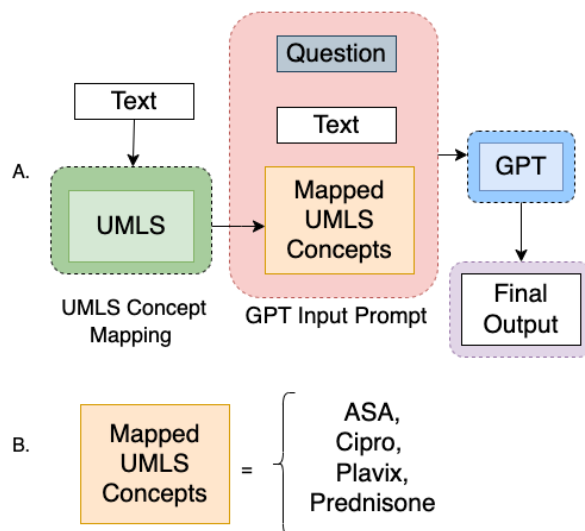 Question
Text
Text
A.
GPT
Mapped
UMLS
Concepts
UMLS
UMLS Concept
Mapping
GPT Input Prompt
Final
Output
B.
Mapped
UMLS
Concepts
=
ASA,
Cipro,
Plavix,
Prednisone